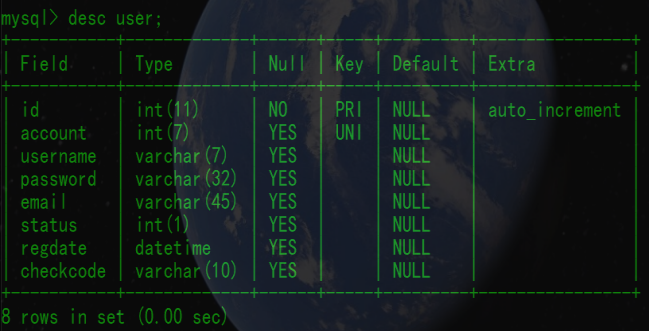 mysql> desc user;
+-----------+-------------+------+-----+---------+----------------+
| Field | Type | Null | Key | Default | Extra |
+-----------+-------------+------+-----+---------+----------------+
| id | int(11) | NO | PRI | NULL | auto_increment |
| account | int(7) | YES | UNI | NULL | |
| username | varchar(7) | YES | | NULL | |
| password | varchar(32) | YES | | NULL | |
| email | varchar(45) | YES | | NULL | |
| status | int(1) | YES | | NULL | |
| regdate | datetime | YES | | NULL | |
| checkcode | varchar(10) | YES | | NULL | |
+-----------+-------------+------+-----+---------+----------------+
8 rows in set (0.00 sec)